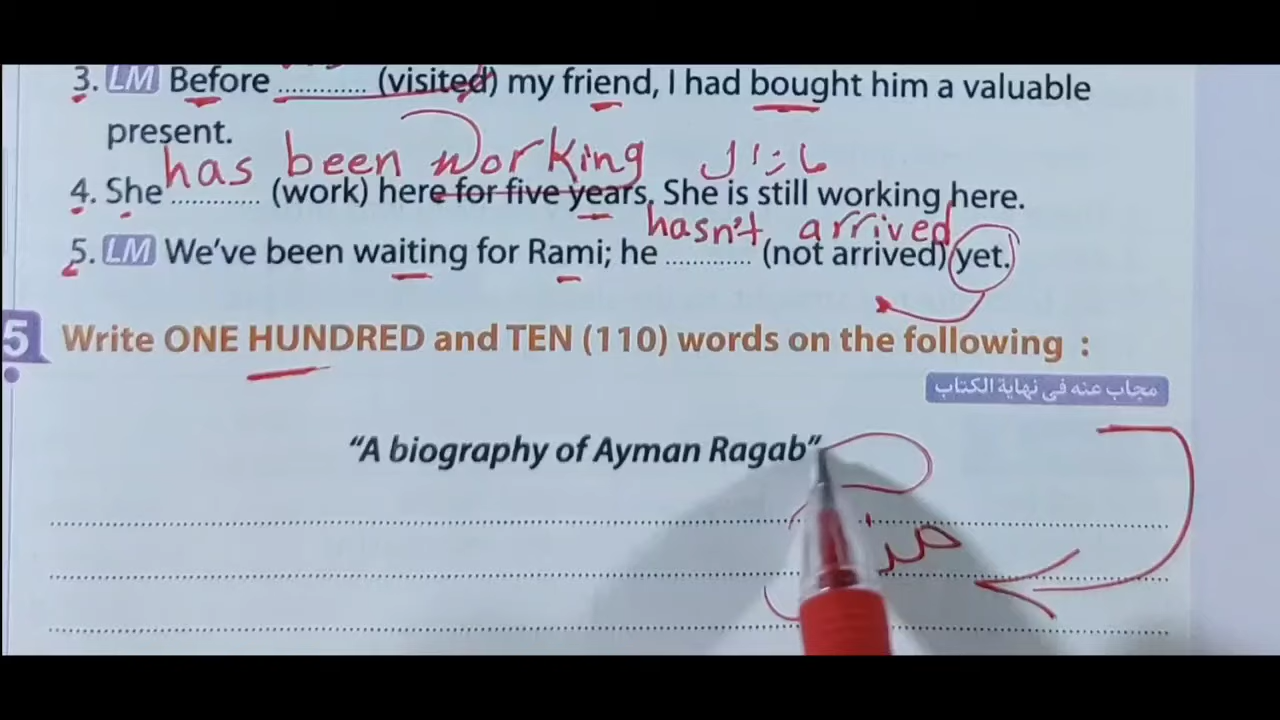 3. LM Before ............. (visited) my friend, I had bought him a valuable
present.
has been working مازال
4. She ............. (work) here for five years. She is still working here.
hasn't arrived
5. LM We've been waiting for Rami; he ............. (not arrived) yet.
5 Write ONE HUNDRED and TEN (110) words on the following :
مجاب عنه فى نهاية الكتاب
"A biography of Ayman Ragab"